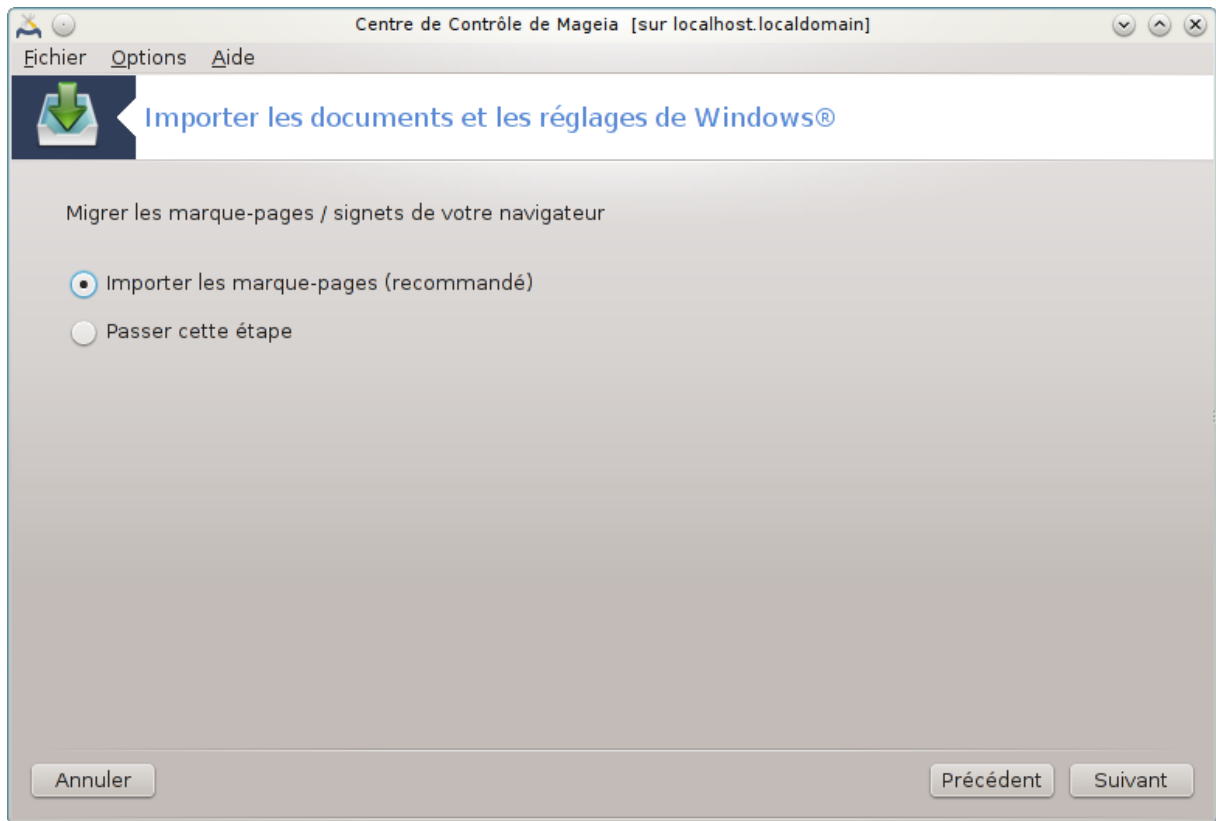 Centre de Contrôle de Mageia [sur localhost.localdomain]
Fichier Options Aide
Importer les documents et les réglages de Windows®
Migrer les marque-pages / signets de votre navigateur
Importer les marque-pages (recommandé)
Passer cette étape
Annuler Précédent Suivant